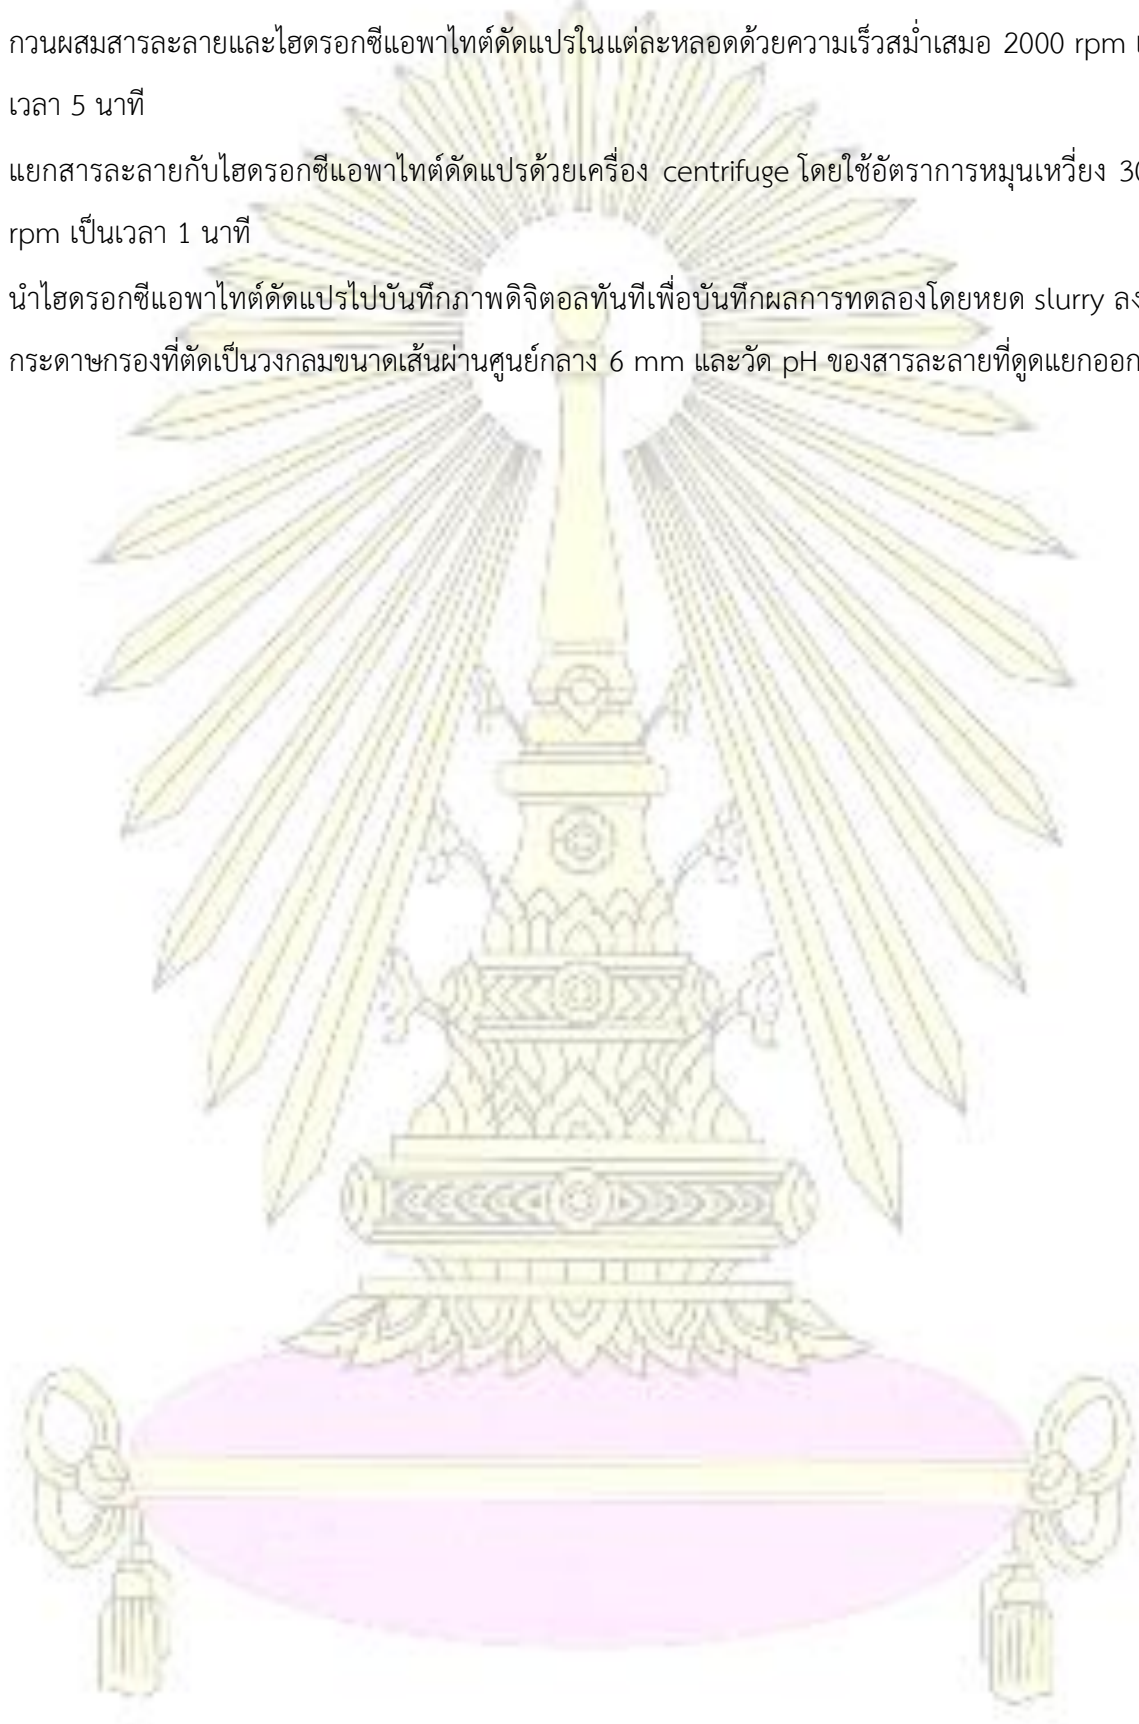 กวนผสมสารละลายและไฮดรอกซีแอพาไทต์ดัดแปรในแต่ละหลอดด้วยความเร็วสม่ำเสมอ 2000 rpm
เวลา 5 นาที
แยกสารละลายกับไฮดรอกซีแอพาไทต์ดัดแปรด้วยเครื่อง centrifuge โดยใช้อัตราการหมุนเหวี่ยง
rpm เป็นเวลา 1 นาที
นำไฮดรอกซีแอพาไทต์ดัดแปรไปบันทึกภาพดิจิตอลทันทีเพื่อบันทึกผลการทดลองโดยหยด slurry ลง
กระดาษกรองที่ตัดเป็นวงกลมขนาดเส้นผ่านศูนย์กลาง 6 mm และวัด pH ของสารละลายที่ดูดแยกออก